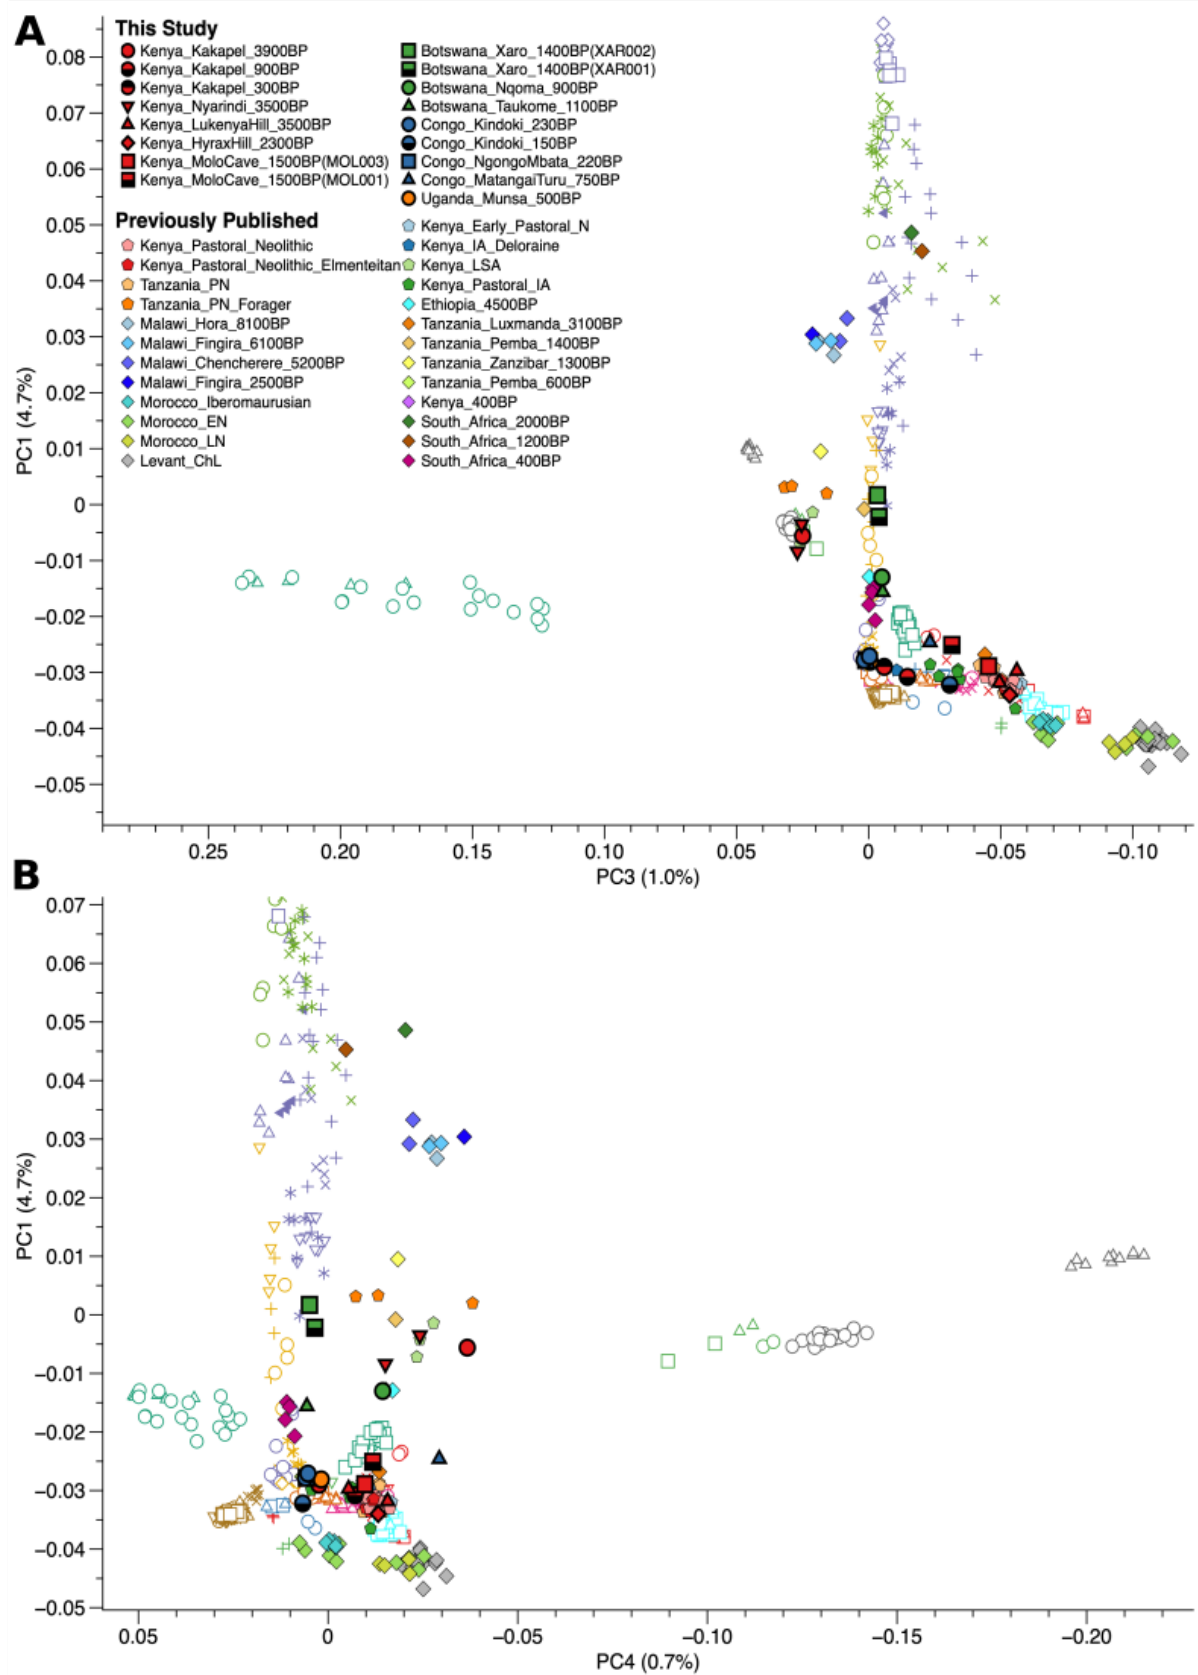 A
This Study
Kenya_Kakapel_3900BP
Kenya_Kakapel_900BP
Kenya_Kakapel_300BP
Kenya_Nyarindi_3500BP
Kenya_LukenyaHill_3500BP
Kenya_HyraxHill_2300BP
Kenya_MoloCave_1500BP(MOL003)
Kenya_MoloCave_1500BP(MOL001)
Botswana_Xaro_1400BP(XAR002)
Botswana_Xaro_1400BP(XAR001)
Botswana_Nqoma_900BP
Botswana_Taukome_1100BP
Congo_Kindoki_230BP
Congo_Kindoki_150BP
Congo_NgongoMbata_220BP
Congo_MatangaiTuru_750BP
Uganda_Munsa_500BP
Previously Published
Kenya_Pastoral_Neolithic
Kenya_Pastoral_Neolithic_Elmenteitan
Tanzania_PN
Tanzania_PN_Forager
Malawi_Hora_8100BP
Malawi_Fingira_6100BP
Malawi_Chencherere_5200BP
Malawi_Fingira_2500BP
Morocco_Iberomaurusian
Morocco_EN
Morocco_LN
Levant_ChL
Kenya_Early_Pastoral_N
Kenya_IA_Deloraine
Kenya_LSA
Kenya_Pastoral_IA
Ethiopia_4500BP
Tanzania_Luxmanda_3100BP
Tanzania_Pemba_1400BP
Tanzania_Zanzibar_1300BP
Tanzania_Pemba_600BP
Kenya_400BP
South_Africa_2000BP
South_Africa_1200BP
South_Africa_400BP
PC1 (4.7%)
0.08
0.07
0.06
0.05
0.04
0.03
0.02
0.01
0
−0.01
−0.02
−0.03
−0.04
−0.05
0.25 0.20 0.15 0.10 0.05 0 −0.05 −0.10
PC3 (1.0%)
B
PC1 (4.7%)
0.07
0.06
0.05
0.04
0.03
0.02
0.01
0
−0.01
−0.02
−0.03
−0.04
−0.05
0.05 0 −0.05 −0.10 −0.15 −0.20
PC4 (0.7%)